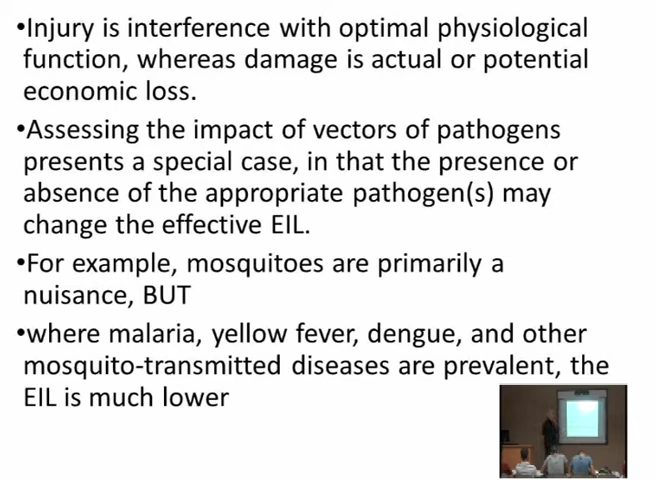 •Injury is interference with optimal physiological
function, whereas damage is actual or potential
economic loss.
•Assessing the impact of vectors of pathogens
presents a special case, in that the presence or
absence of the appropriate pathogen(s) may
change the effective EIL.
•For example, mosquitoes are primarily a
nuisance, BUT
•where malaria, yellow fever, dengue, and other
mosquito-transmitted diseases are prevalent, the
EIL is much lower